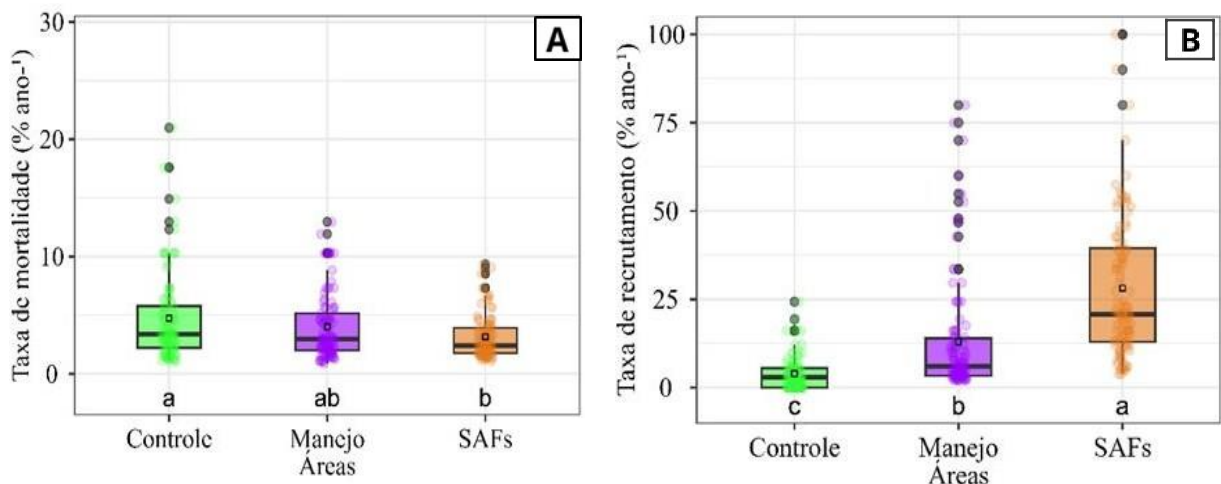 A
Taxa de mortalidade (% ano-¹)
30
20
10
0
a
ab
b
Controle
Manejo
SAFs
Áreas
B
Taxa de recrutamento (% ano-¹)
100
75
50
25
0
c
b
a
Controle
Manejo
SAFs
Áreas